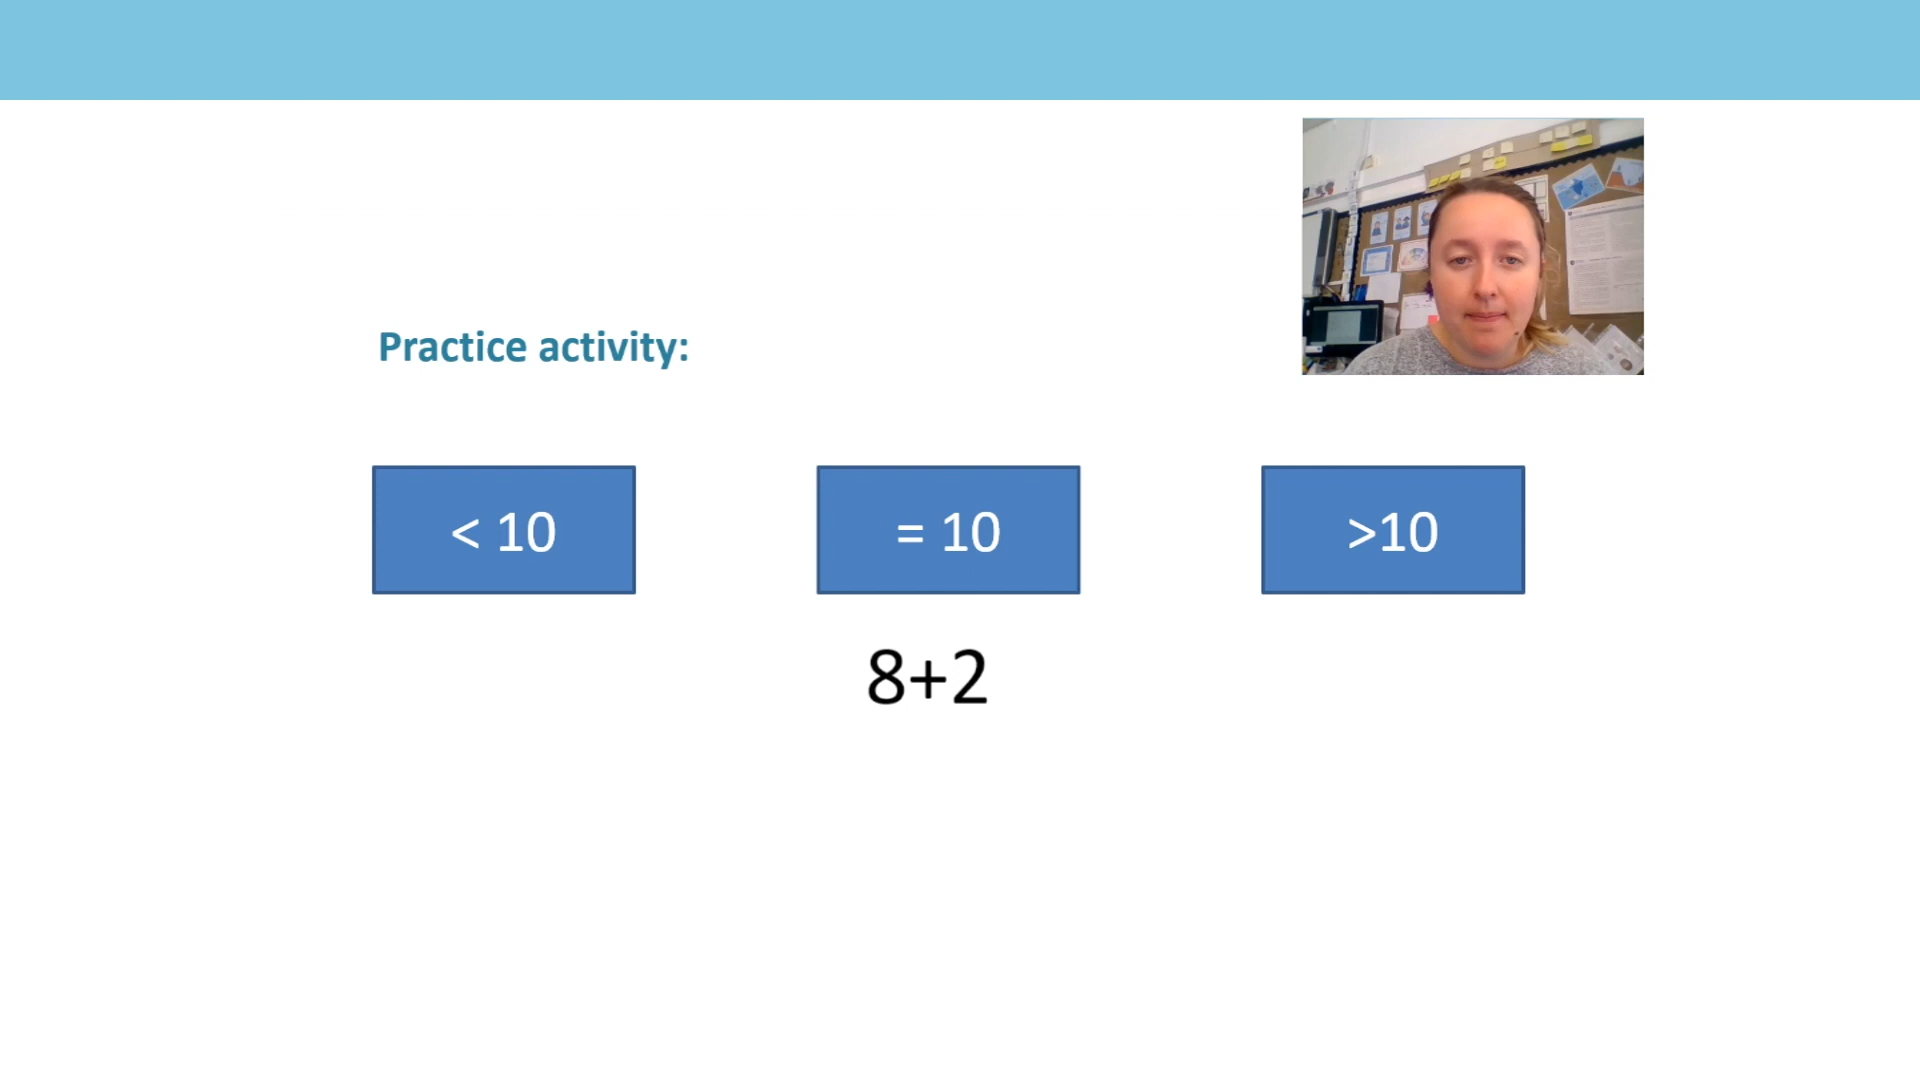 Practice activity:
< 10
= 10
>10
8+2